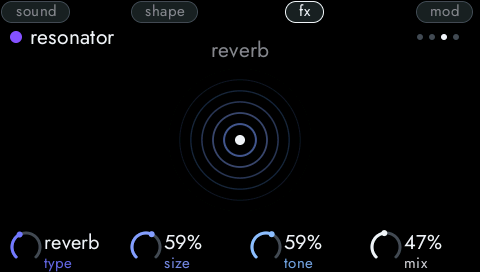 sound shape fx mod
resonator
reverb
reverb 59% 59% 47%
type size tone mix